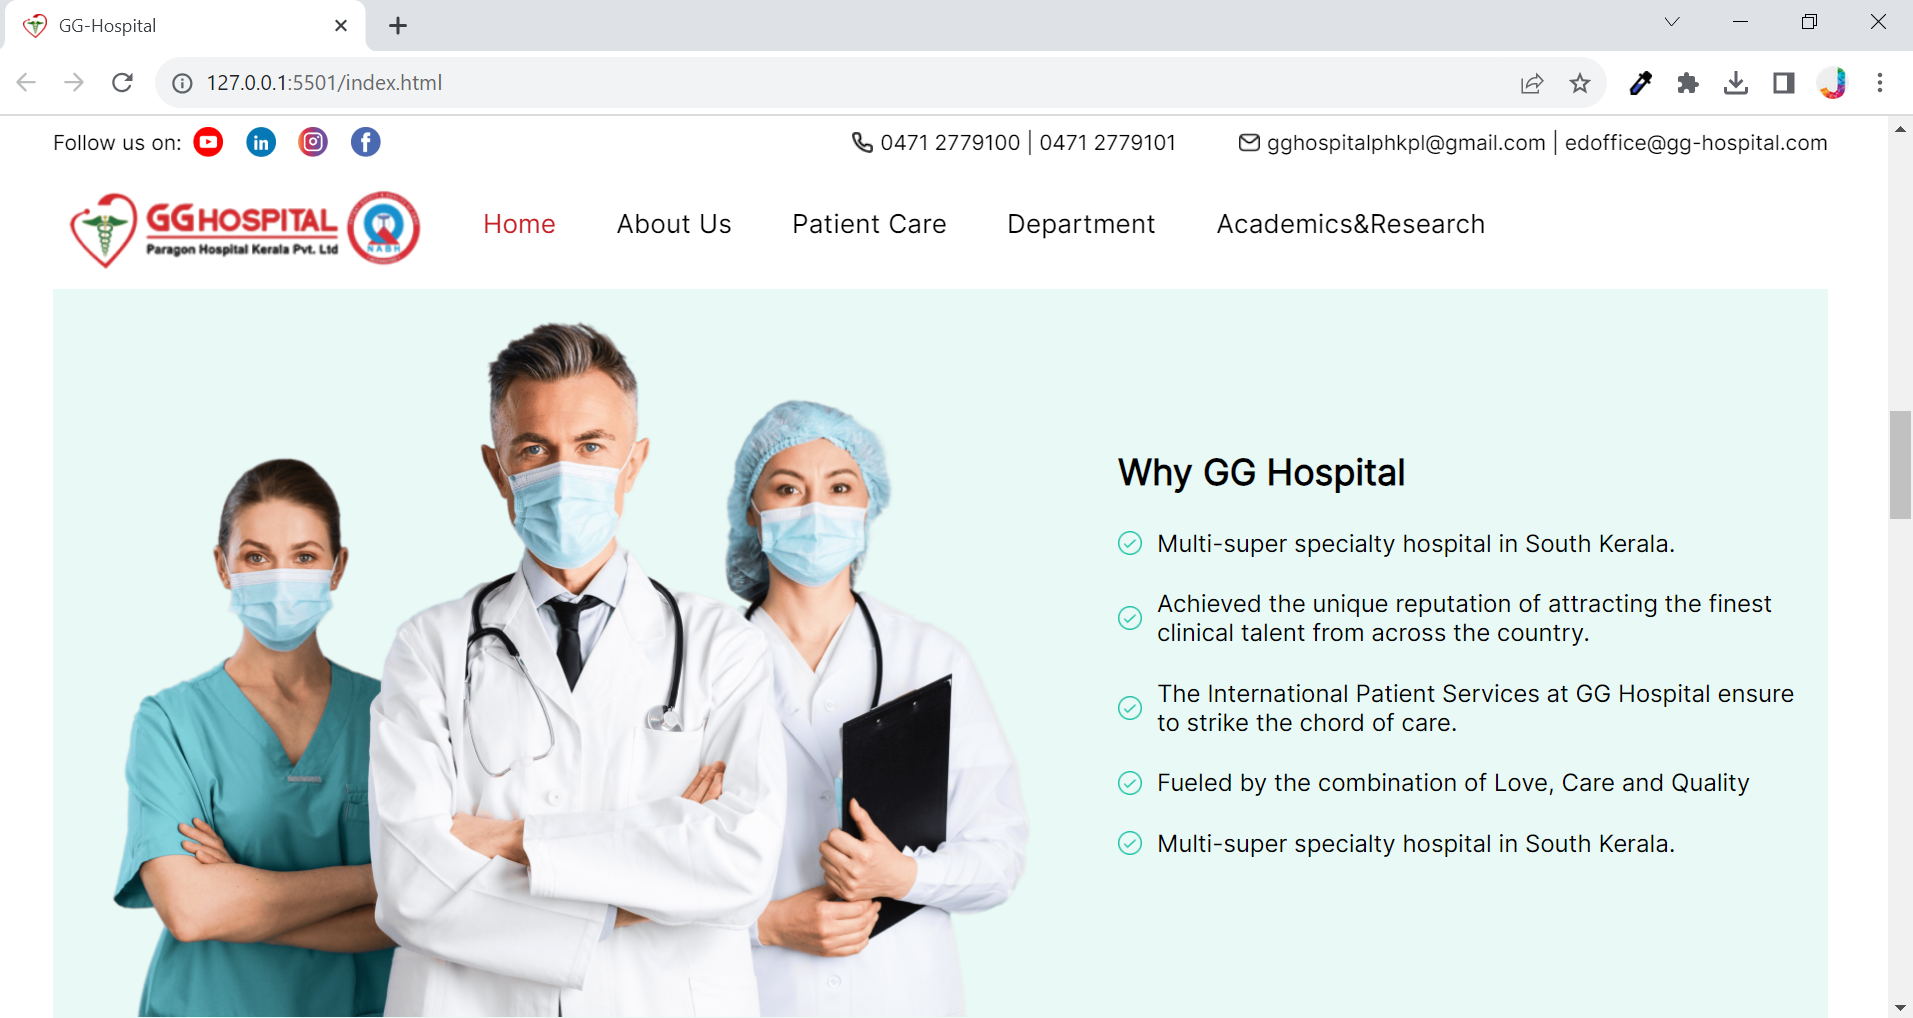 GG-Hospital
127.0.0.1:5501/index.html
Follow us on:
0471 2779100 | 0471 2779101
gghospitalphkpl@gmail.com | edoffice@gg-hospital.com
GG HOSPITAL
Paragon Hospital Kerala Pvt. Ltd
NABH
Home
About Us
Patient Care
Department
Academics&Research
Why GG Hospital
Multi-super specialty hospital in South Kerala.
Achieved the unique reputation of attracting the finest
clinical talent from across the country.
The International Patient Services at GG Hospital ensure
to strike the chord of care.
Fueled by the combination of Love, Care and Quality
Multi-super specialty hospital in South Kerala.